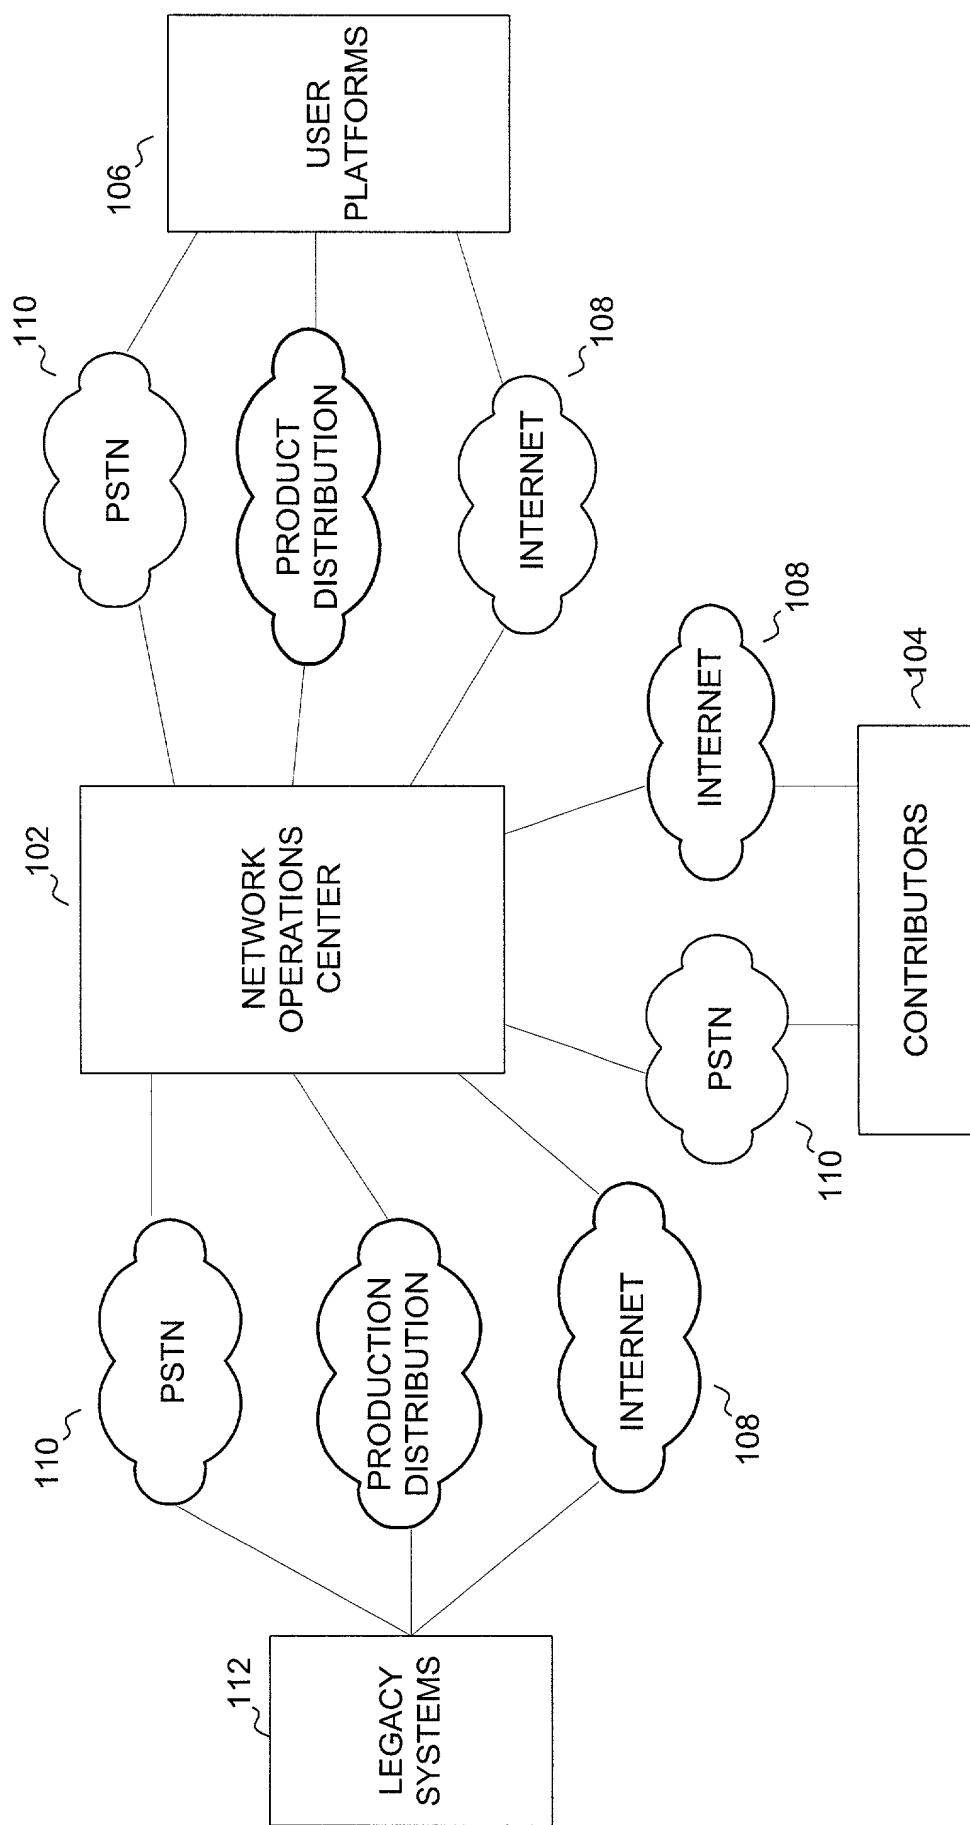 112
LEGACY
SYSTEMS
110
PSTN
PRODUCTION
DISTRIBUTION
INTERNET
108
102
NETWORK
OPERATIONS
CENTER
110
PSTN
PRODUCT
DISTRIBUTION
INTERNET
108
106
USER
PLATFORMS
PSTN
110
INTERNET
108
104
CONTRIBUTORS